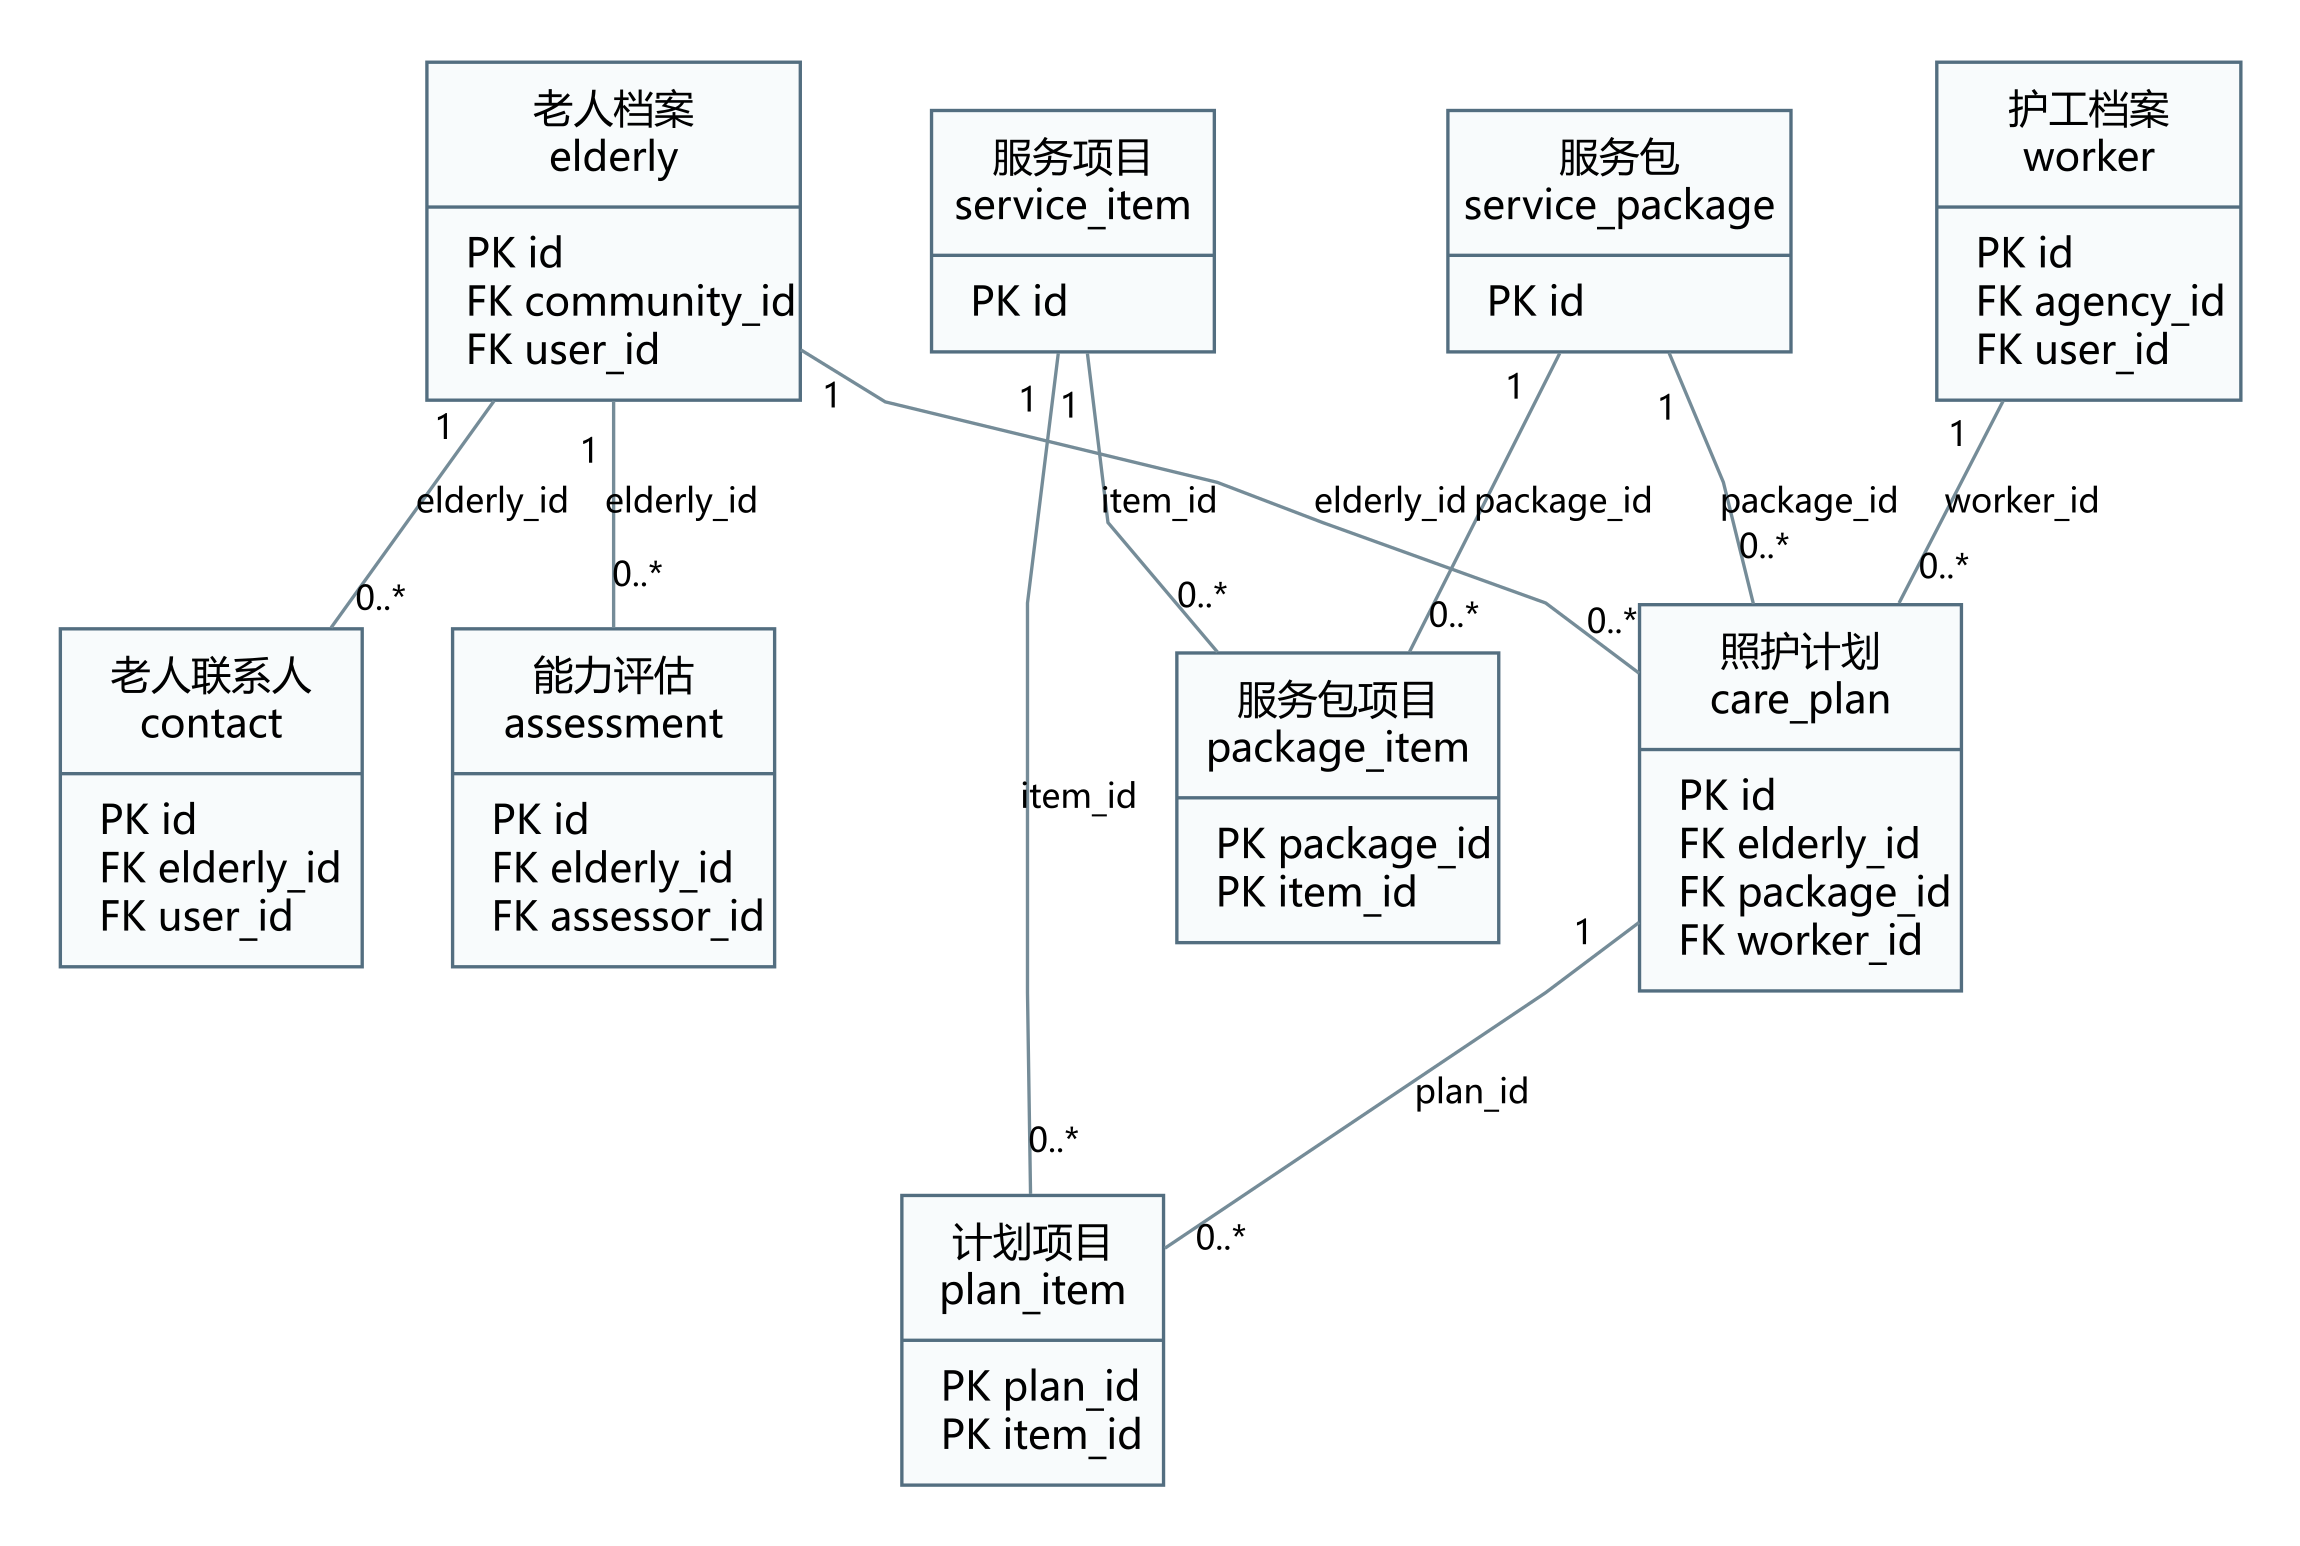 老人档案
elderly
PK id
FK community_id
FK user_id
服务项目
service_item
PK id
服务包
service_package
PK id
护工档案
worker
PK id
FK agency_id
FK user_id
1
1
1
1
1
1
1
1
elderly_id
elderly_id
item_id
elderly_id
package_id
package_id
worker_id
0..*
0..*
0..*
0..*
0..*
0..*
0..*
老人联系人
contact
PK id
FK elderly_id
FK user_id
能力评估
assessment
PK id
FK elderly_id
FK assessor_id
item_id
服务包项目
package_item
PK package_id
PK item_id
照护计划
care_plan
PK id
FK elderly_id
FK package_id
FK worker_id
1
plan_id
0..*
0..*
计划项目
plan_item
PK plan_id
PK item_id